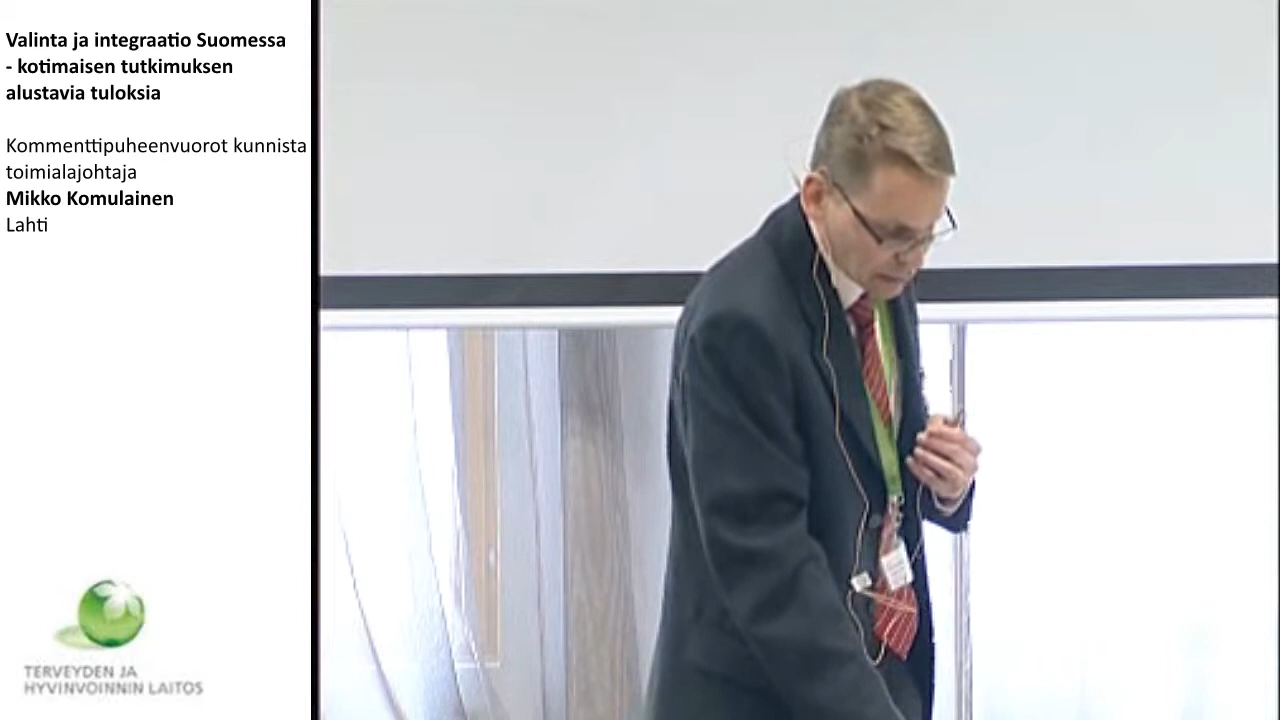 Valinta ja integraatio Suomessa
- kotimaisen tutkimuksen
alustavia tuloksia
Kommenttipuheenvuorot kunnista
toimialajohtaja
Mikko Komulainen
Lahti
TERVEYDEN JA
HYVINVOINNIN LAITOS